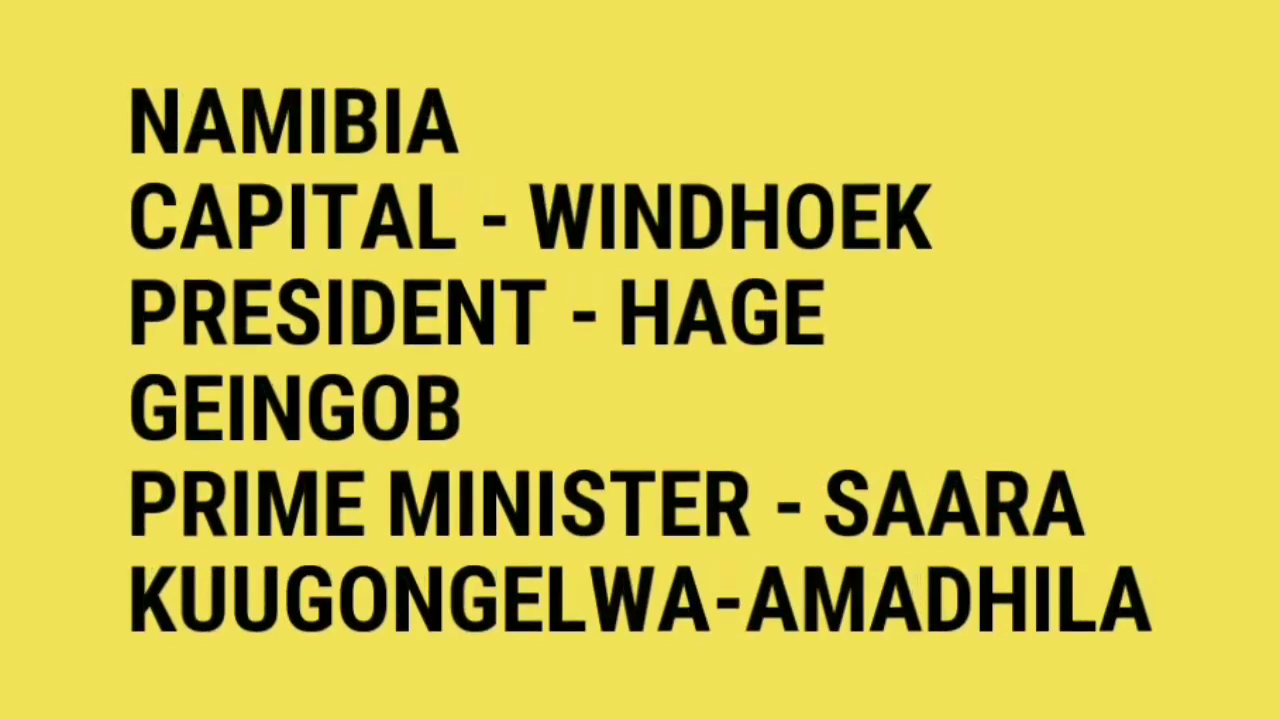 NAMIBIA
CAPITAL - WINDHOEK
PRESIDENT - HAGE
GEINGOB
PRIME MINISTER - SAARA
KUUGONGELWA-AMADHILA